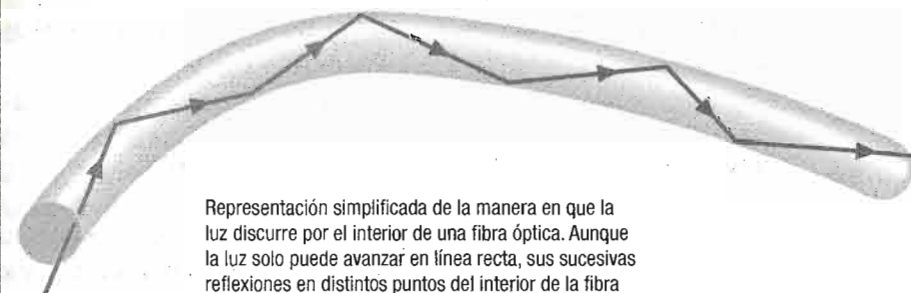 Representación simplificada de la manera en que la
luz discurre por el interior de una fibra óptica. Aunque
la luz solo puede avanzar en línea recta, sus sucesivas
reflexiones en distintos puntos del interior de la fibra